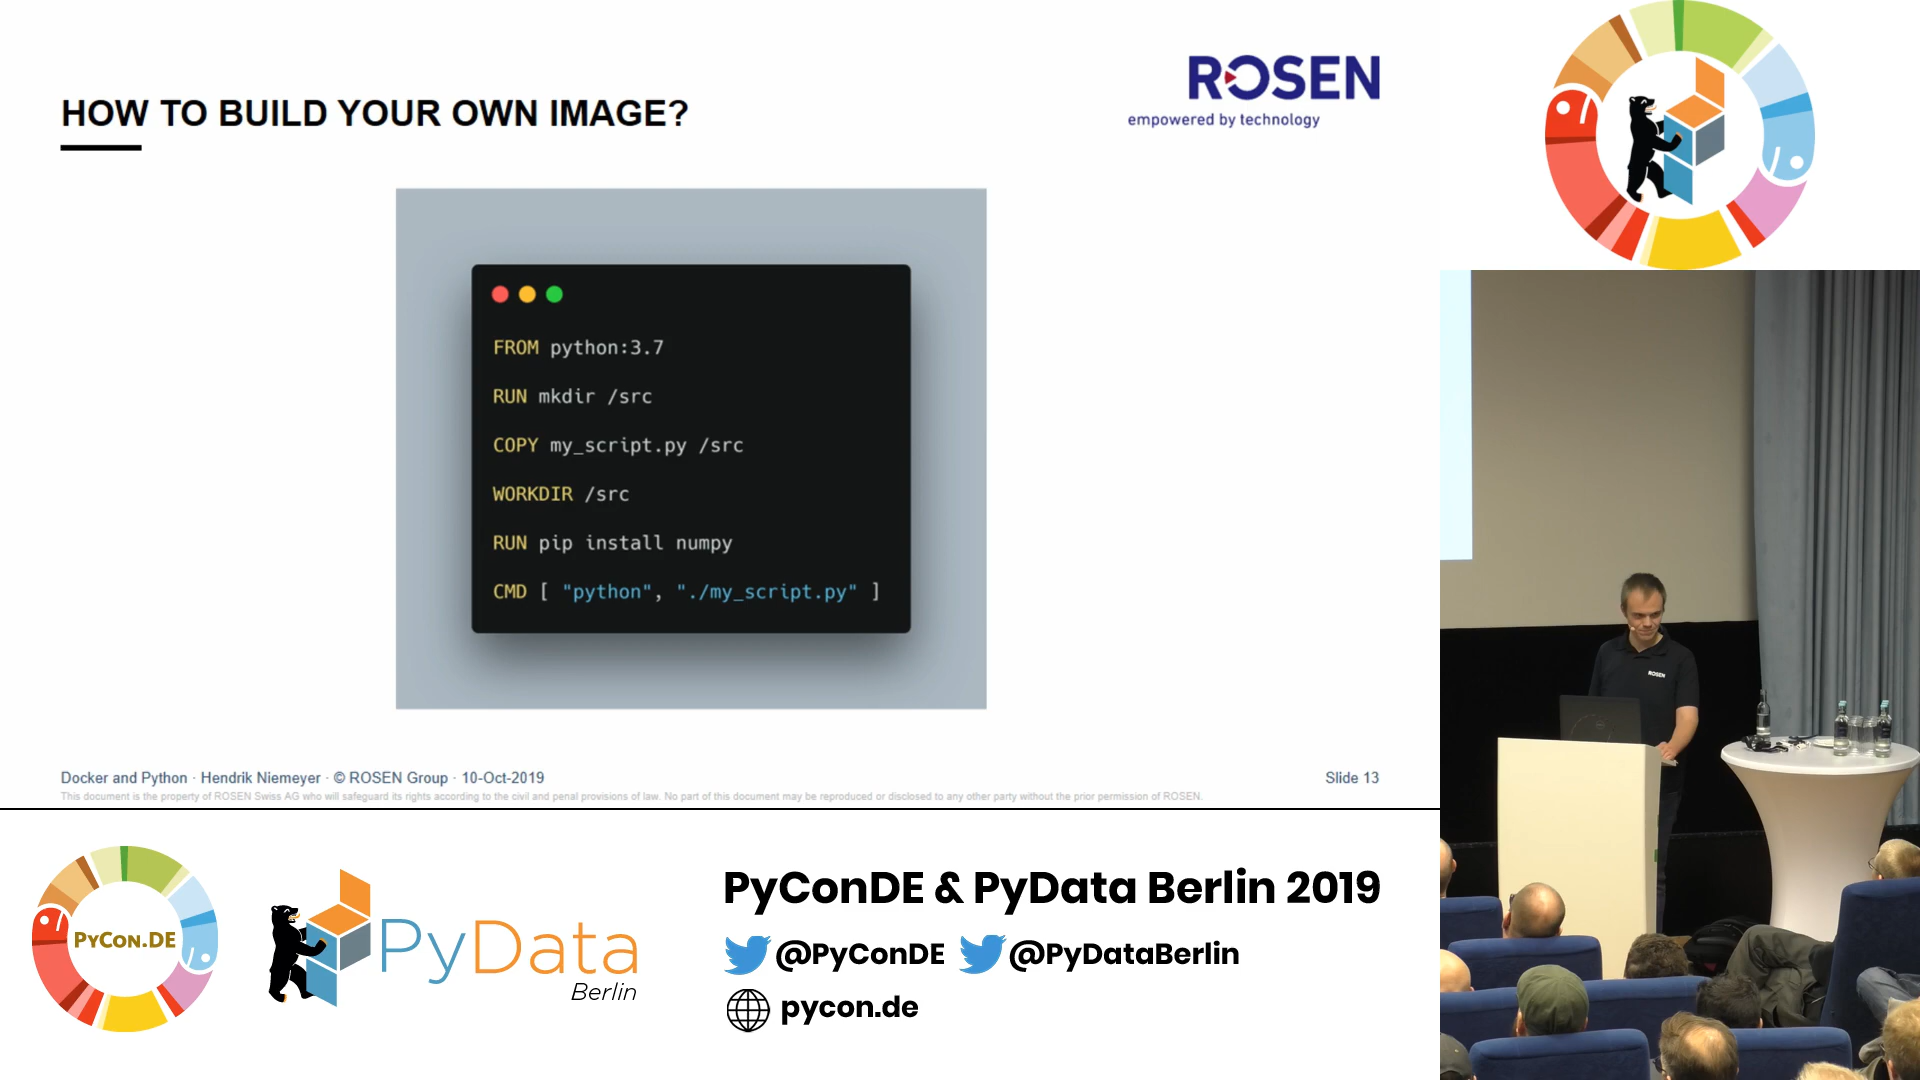 HOW TO BUILD YOUR OWN IMAGE?
ROSEN
empowered by technology
FROM python:3.7
RUN mkdir /src
COPY my_script.py /src
WORKDIR /src
RUN pip install numpy
CMD [ "python", "./my_script.py" ]
Docker and Python · Hendrik Niemeyer · © ROSEN Group · 10-Oct-2019
Slide 13
This document is the property of ROSEN Swiss AG who will safeguard its rights according to the civil and penal provisions of law. No part of this document may be reproduced or disclosed to any other party without the prior permission of ROSEN.
ROSEN
PYCON.DE
PyData
Berlin
PyConDE & PyData Berlin 2019
@PyConDE @PyDataBerlin
pycon.de